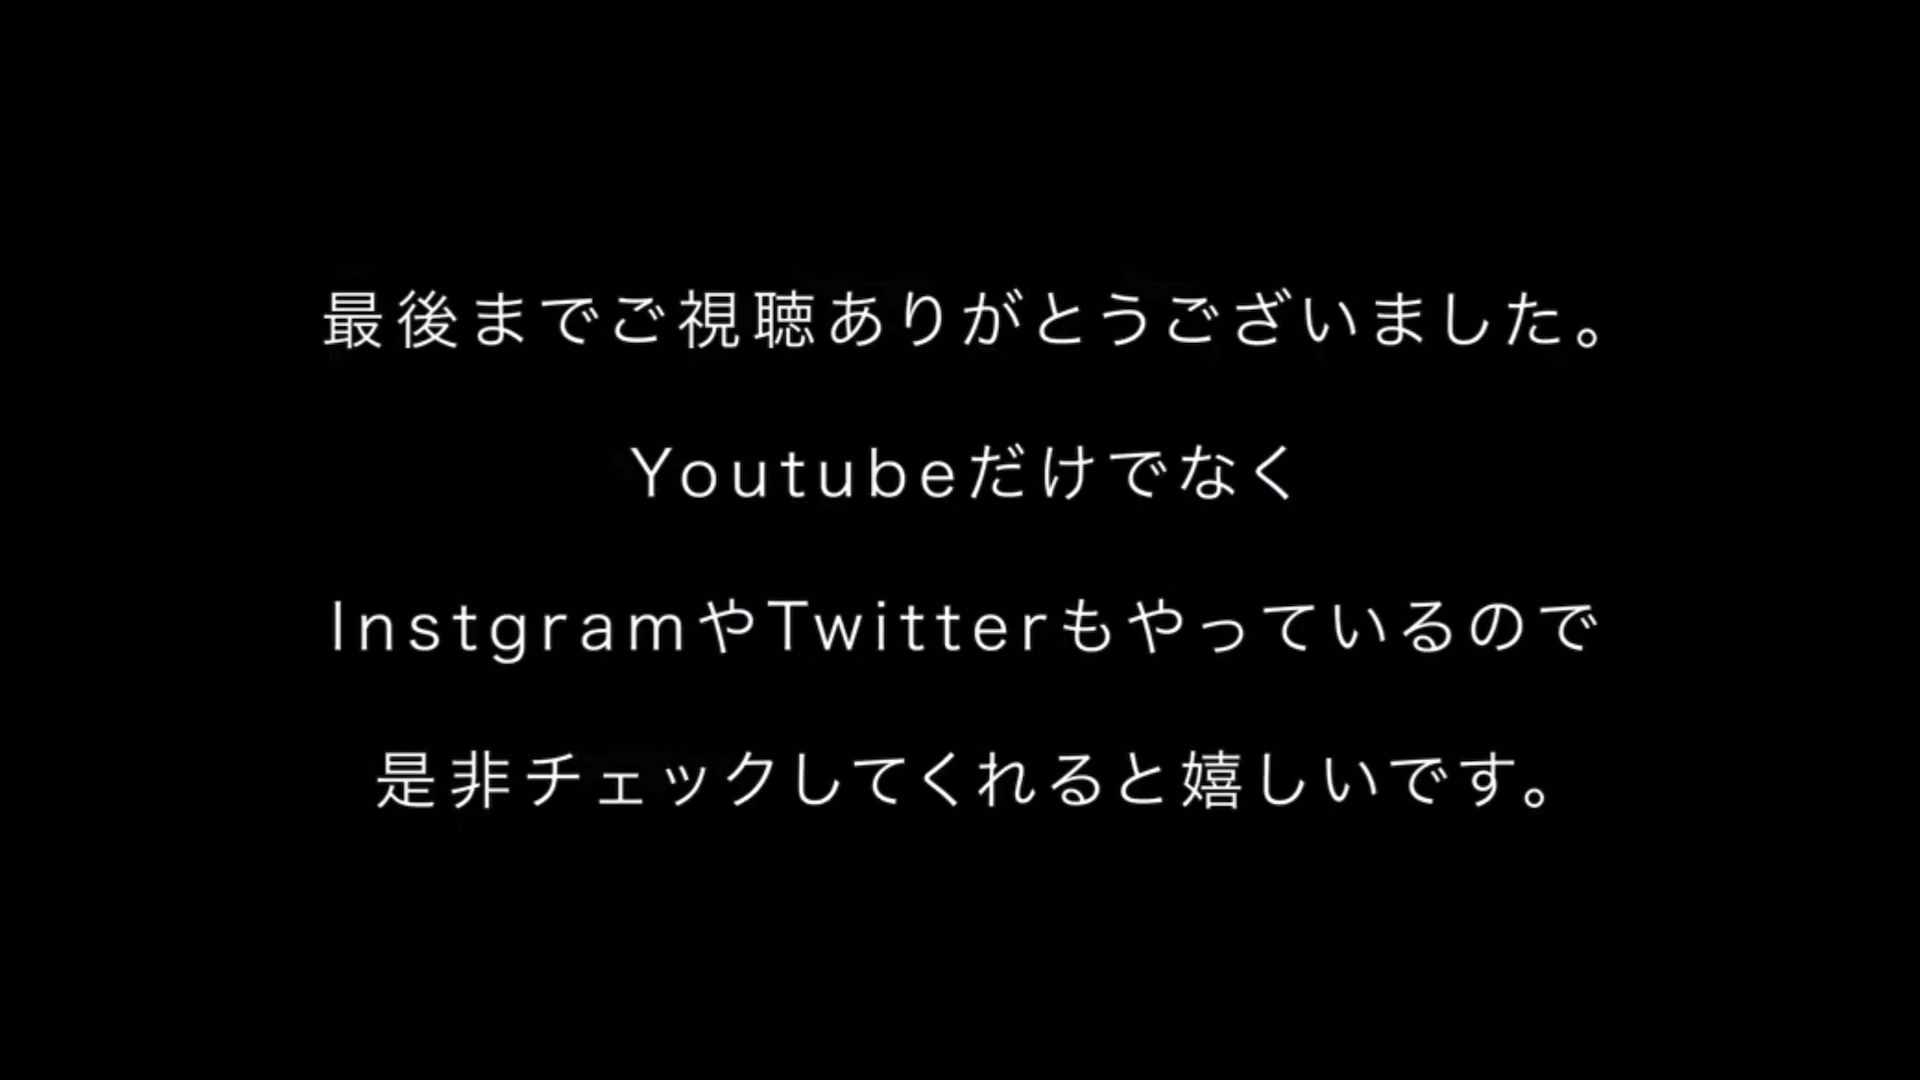 最後までご視聴ありがとうございました。
Youtubeだけでなく
InstgramやTwitterもやっているので
是非チェックしてくれると嬉しいです。